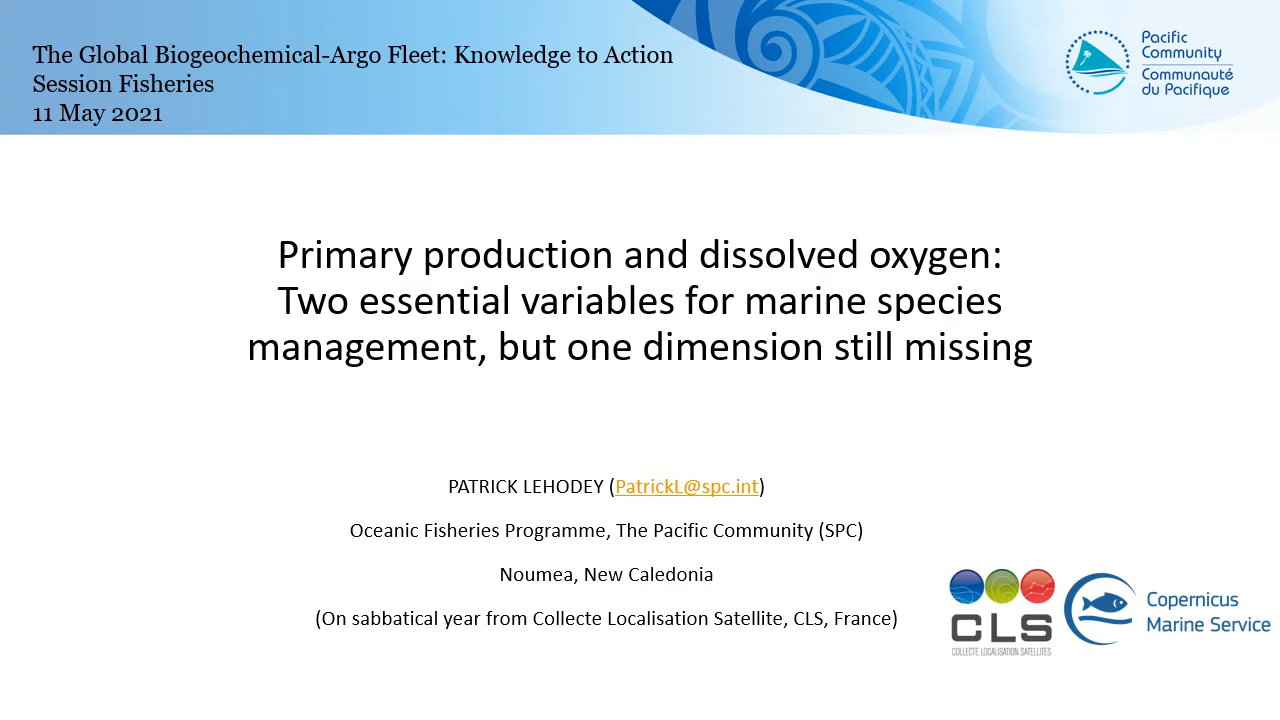 The Global Biogeochemical-Argo Fleet: Knowledge to Action
Session Fisheries
11 May 2021
Pacific
Community
Communauté
du Pacifique
Primary production and dissolved oxygen:
Two essential variables for marine species
management, but one dimension still missing
PATRICK LEHODEY (PatrickL@spc.int)
Oceanic Fisheries Programme, The Pacific Community (SPC)
Noumea, New Caledonia
(On sabbatical year from Collecte Localisation Satellite, CLS, France)
CLS
COLLECTE LOCALISATION SATELLITES
Copernicus
Marine Service